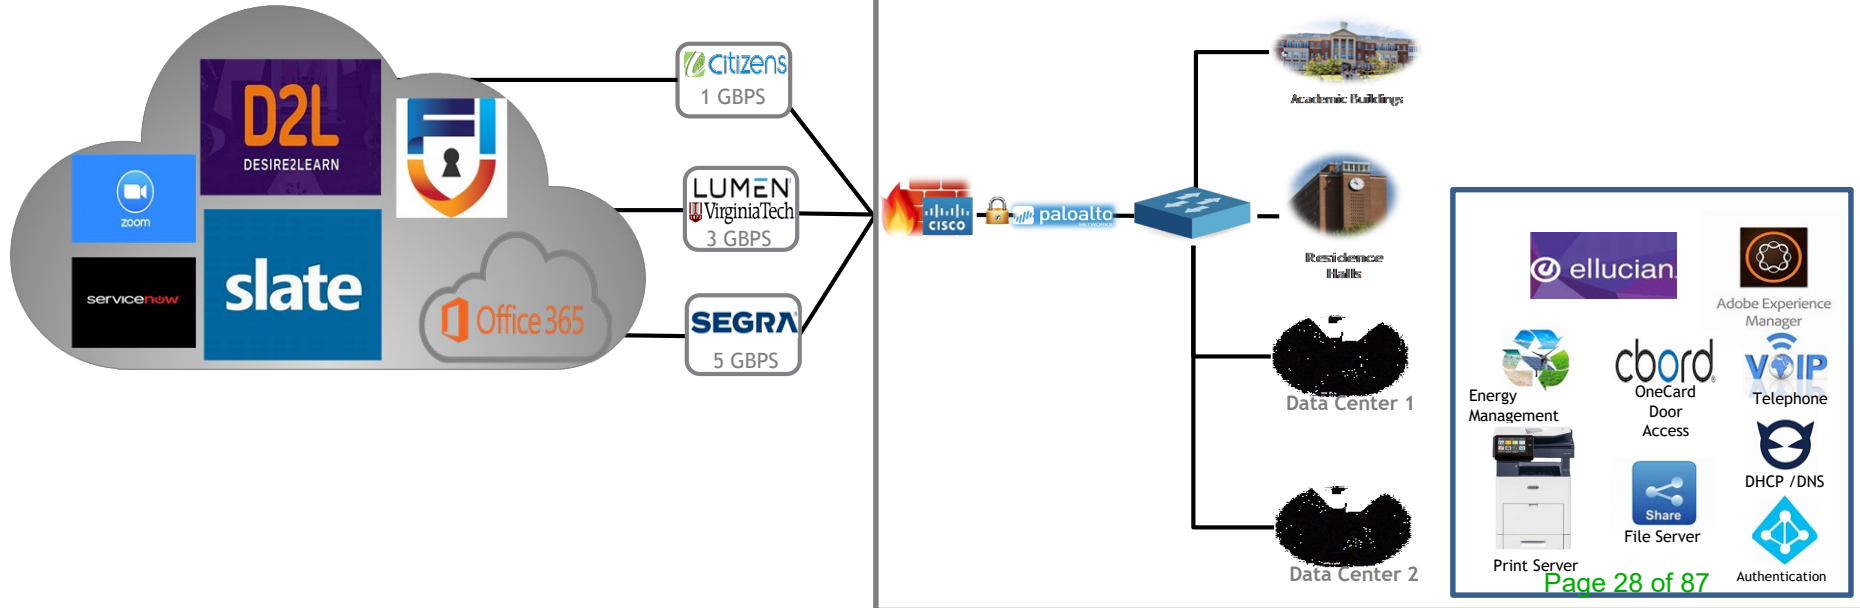 D2L
DESIRE2LEARN
zoom
servicenow
slate
Office 365
citizens
1 GBPS
LUMEN
VirginiaTech
3 GBPS
SEGRA
5 GBPS
CISCO
paloalto
NETWORKS
Academic Buildings
Residence
Halls
Data Center 1
Data Center 2
ellucian
Adobe Experience
Manager
Energy
Management
cbord
OneCard
Door
Access
VOIP
Telephone
DHCP /DNS
Print Server
Share
File Server
Authentication
Page 28 of 87